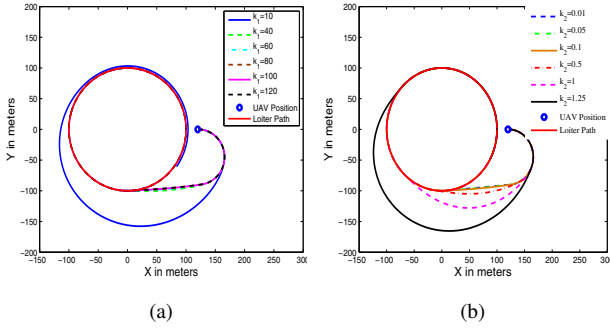 200
150
100
50
0
-50
-100
-150
-200
-150 -100 -50 0 50 100 150 200 250 300
Y in meters
X in meters
k₁=10
k₁=40
k₁=60
k₁=80
k₁=100
k₁=120
UAV Position
Loiter Path
(a)
200
150
100
50
0
-50
-100
-150
-200
-150 -100 -50 0 50 100 150 200 250 300
Y in meters
X in meters
k₂=0.01
k₂=0.05
k₂=0.1
k₂=0.5
k₂=1
k₂=1.25
UAV Position
Loiter Path
(b)